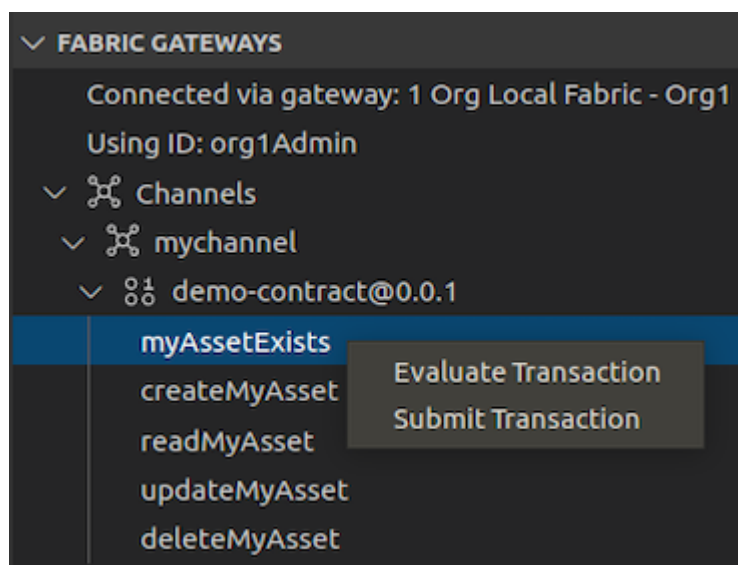 FABRIC GATEWAYS
Connected via gateway: 1 Org Local Fabric - Org1
Using ID: org1Admin
Channels
mychannel
demo-contract@0.0.1
myAssetExists
Evaluate Transaction
createMyAsset
Submit Transaction
readMyAsset
updateMyAsset
deleteMyAsset